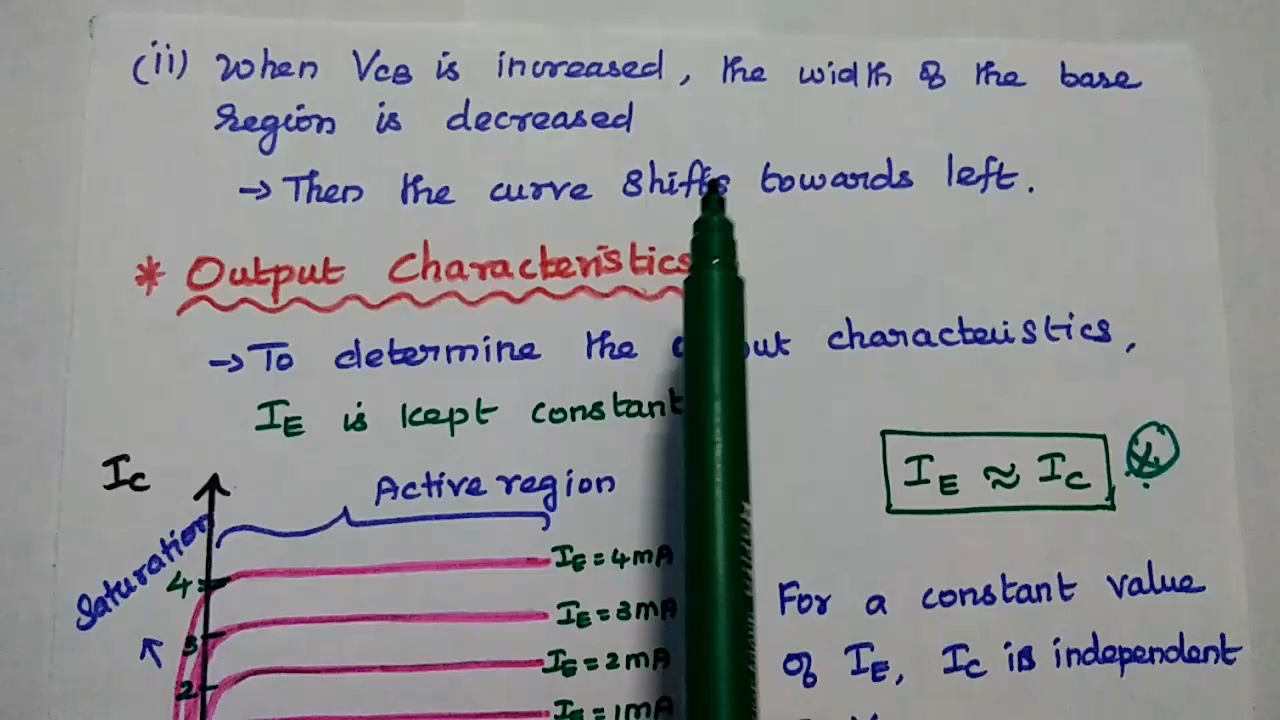 (ii) When VCB is increased, the width of the base
region is decreased
→ Then the curve shifts towards left.
* Output Characteristics
→ To determine the output characteristics,
IE is kept constant
IC
Active region
IE ≈ IC
Saturation
4
IE = 4mA
3
IE = 3mA
2
IE = 2mA
IE = 1mA
For a constant value
of IE, IC is independent